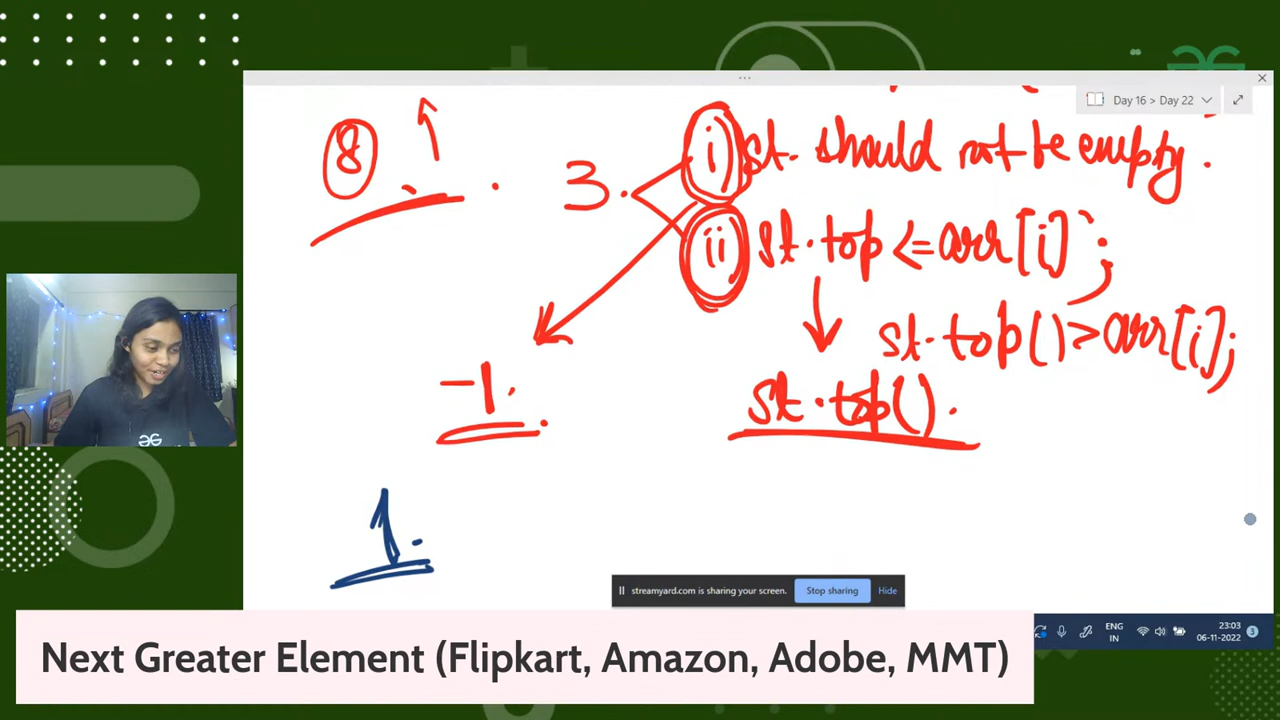 Day 16 > Day 22
8
3.
i) st. should not be empty.
ii) st.top <= arr[i];
st.top() > arr[i];
-1.
st.top().
1.
streamyard.com is sharing your screen.
Stop sharing
Hide
ENG
IN
23:03
06-11-2022
3
Next Greater Element (Flipkart, Amazon, Adobe, MMT)